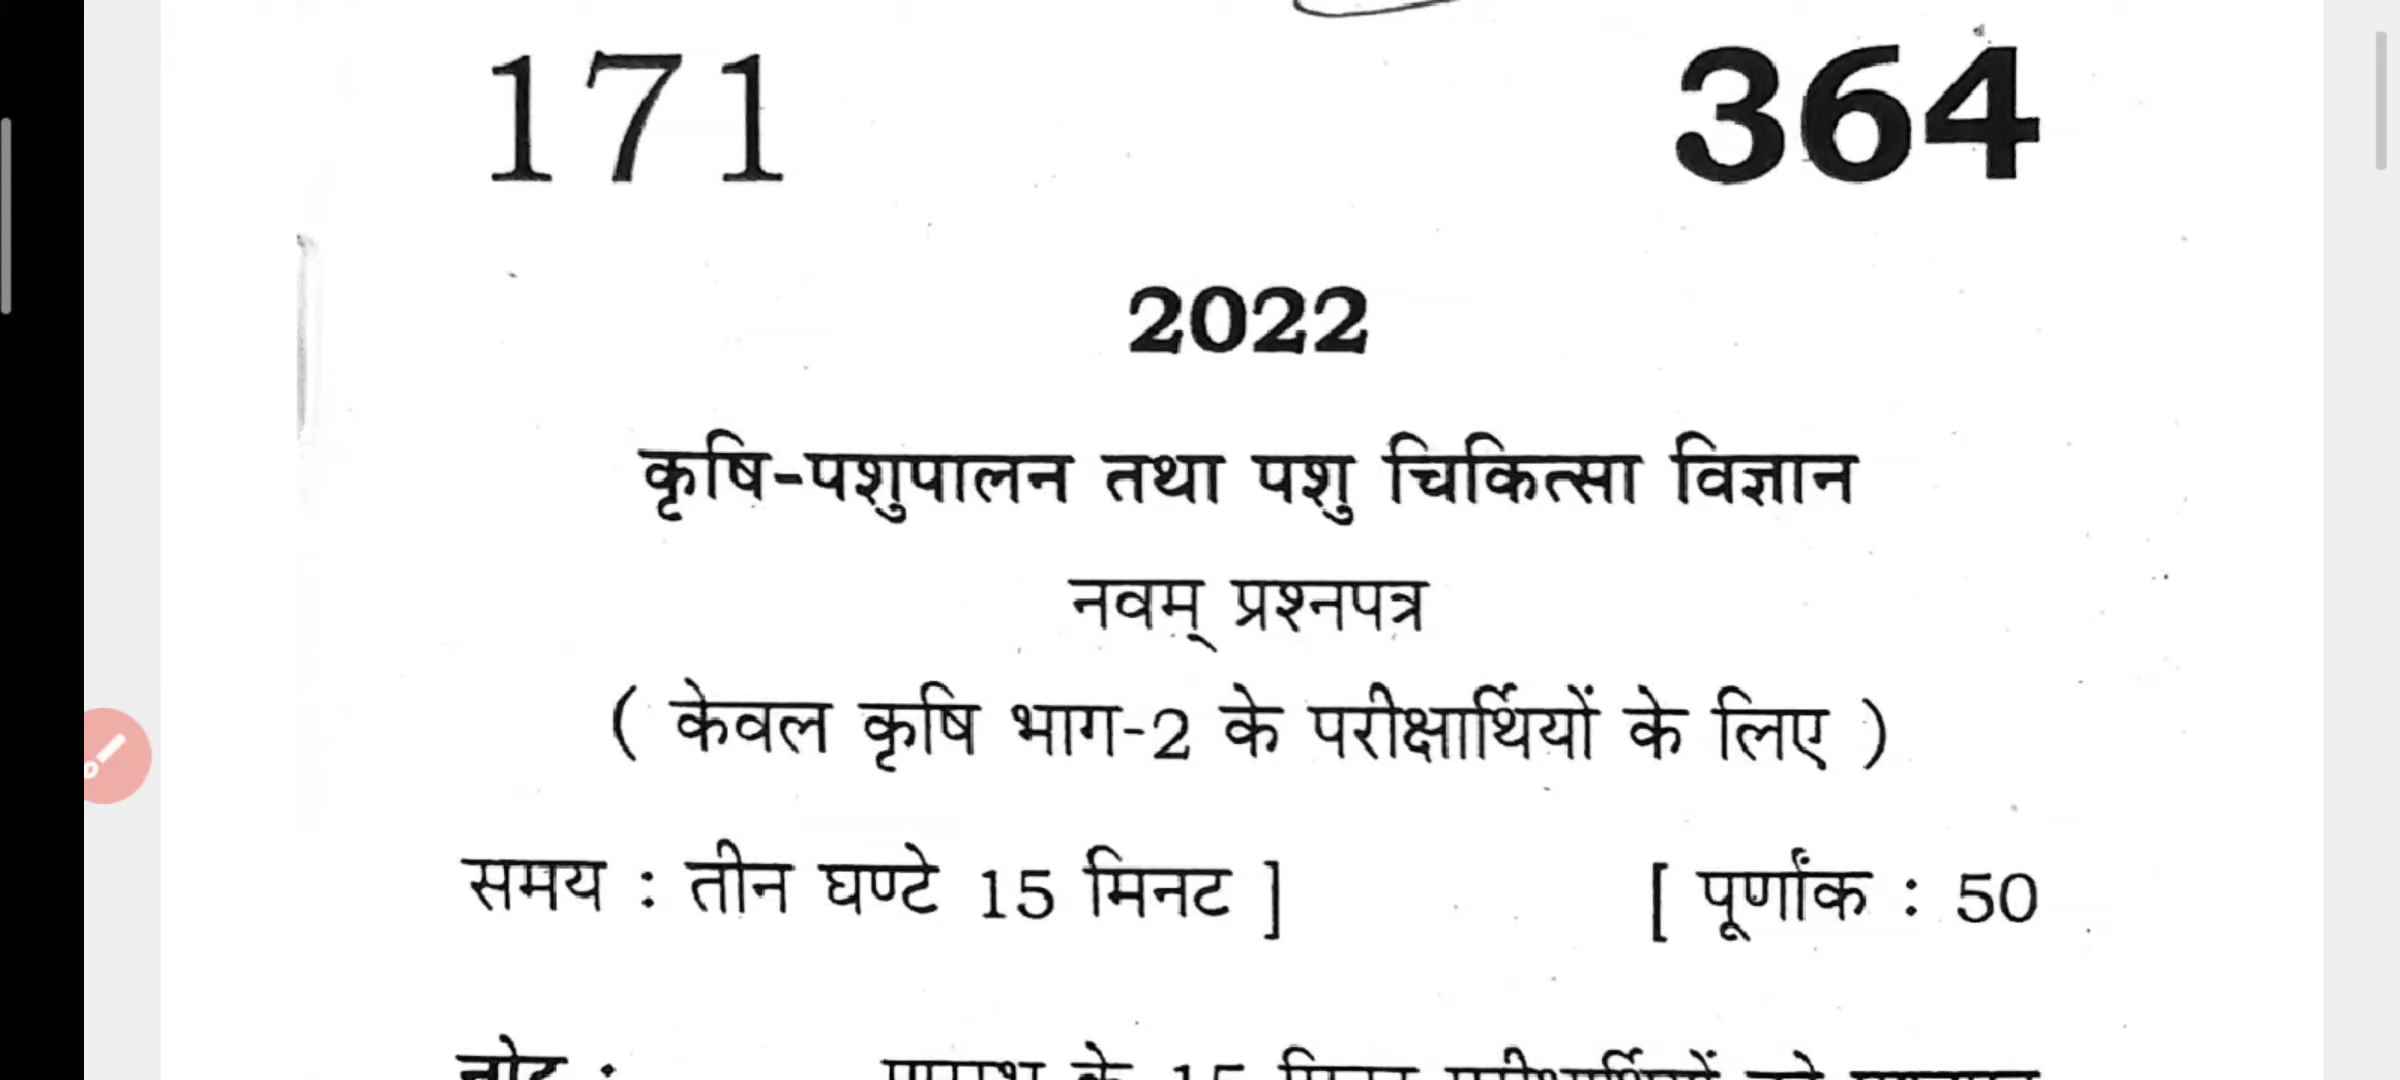 171 364
2022
कृषि-पशुपालन तथा पशु चिकित्सा विज्ञान
नवम् प्रश्नपत्र
( केवल कृषि भाग-2 के परीक्षार्थियों के लिए )
समय : तीन घण्टे 15 मिनट ] [ पूर्णांक : 50